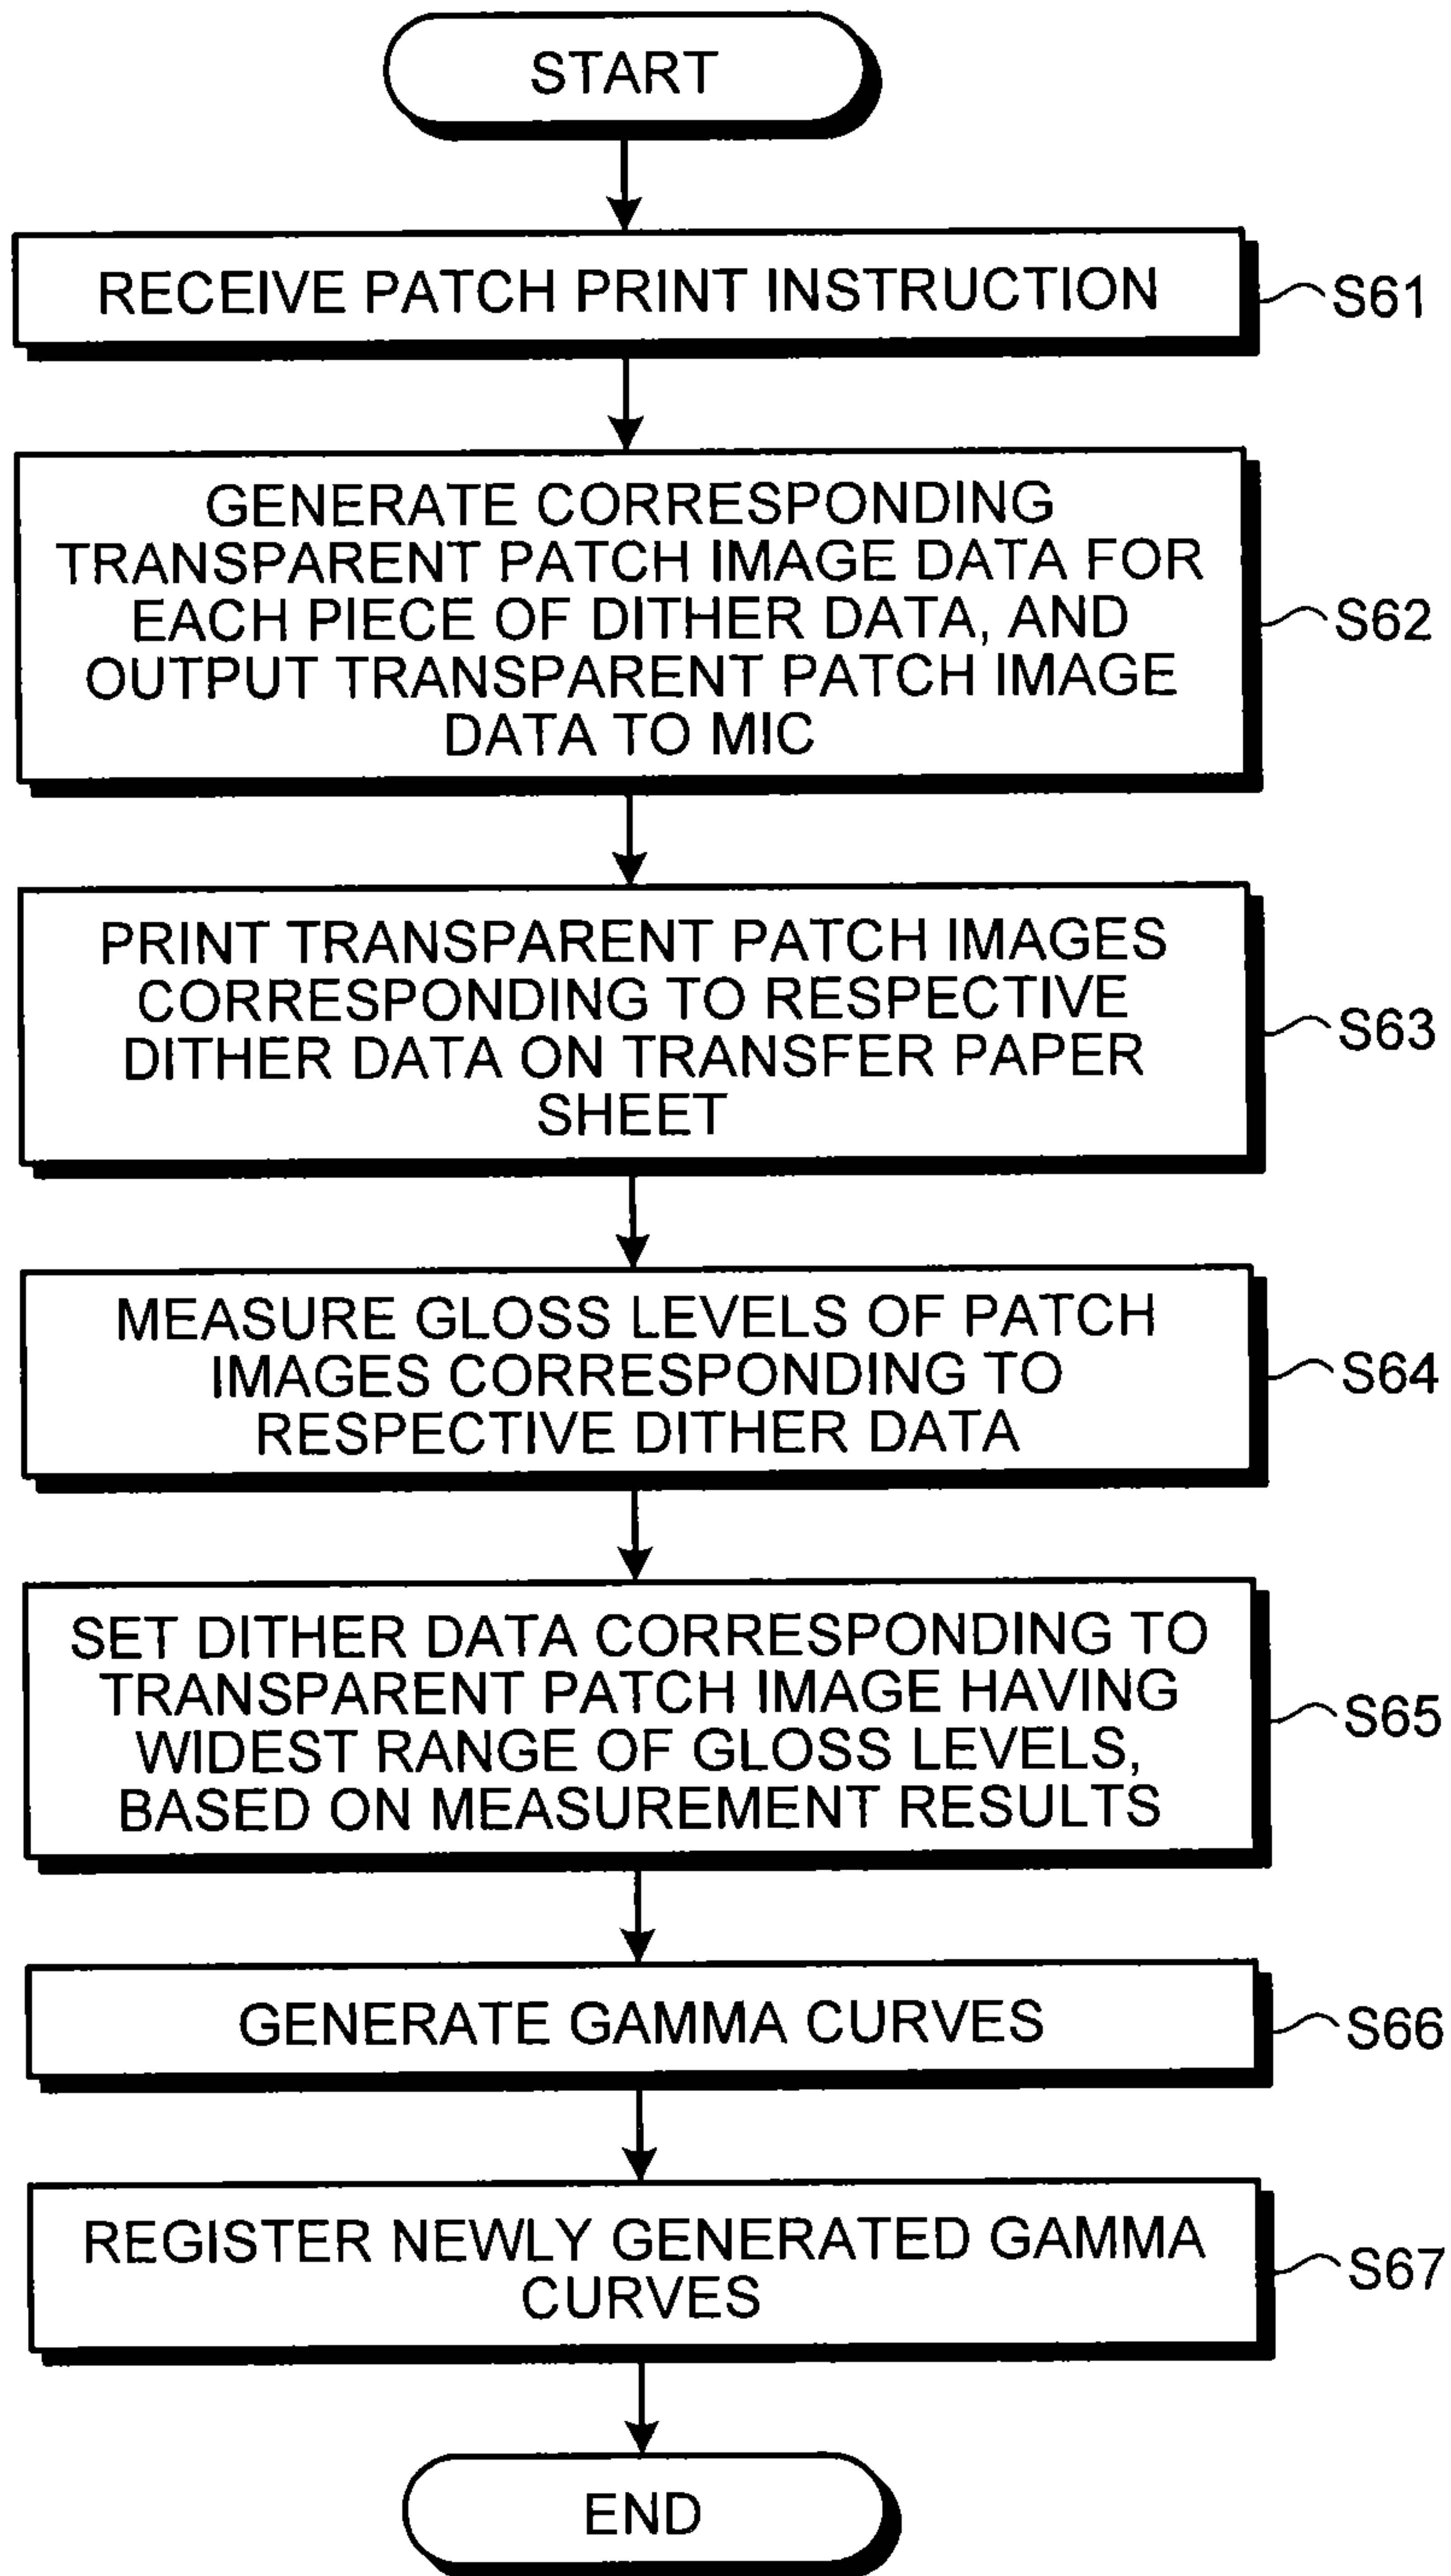 START
RECEIVE PATCH PRINT INSTRUCTION
S61
GENERATE CORRESPONDING
TRANSPARENT PATCH IMAGE DATA FOR
EACH PIECE OF DITHER DATA, AND
OUTPUT TRANSPARENT PATCH IMAGE
DATA TO MIC
S62
PRINT TRANSPARENT PATCH IMAGES
CORRESPONDING TO RESPECTIVE
DITHER DATA ON TRANSFER PAPER
SHEET
S63
MEASURE GLOSS LEVELS OF PATCH
IMAGES CORRESPONDING TO
RESPECTIVE DITHER DATA
S64
SET DITHER DATA CORRESPONDING TO
TRANSPARENT PATCH IMAGE HAVING
WIDEST RANGE OF GLOSS LEVELS,
BASED ON MEASUREMENT RESULTS
S65
GENERATE GAMMA CURVES
S66
REGISTER NEWLY GENERATED GAMMA
CURVES
S67
END